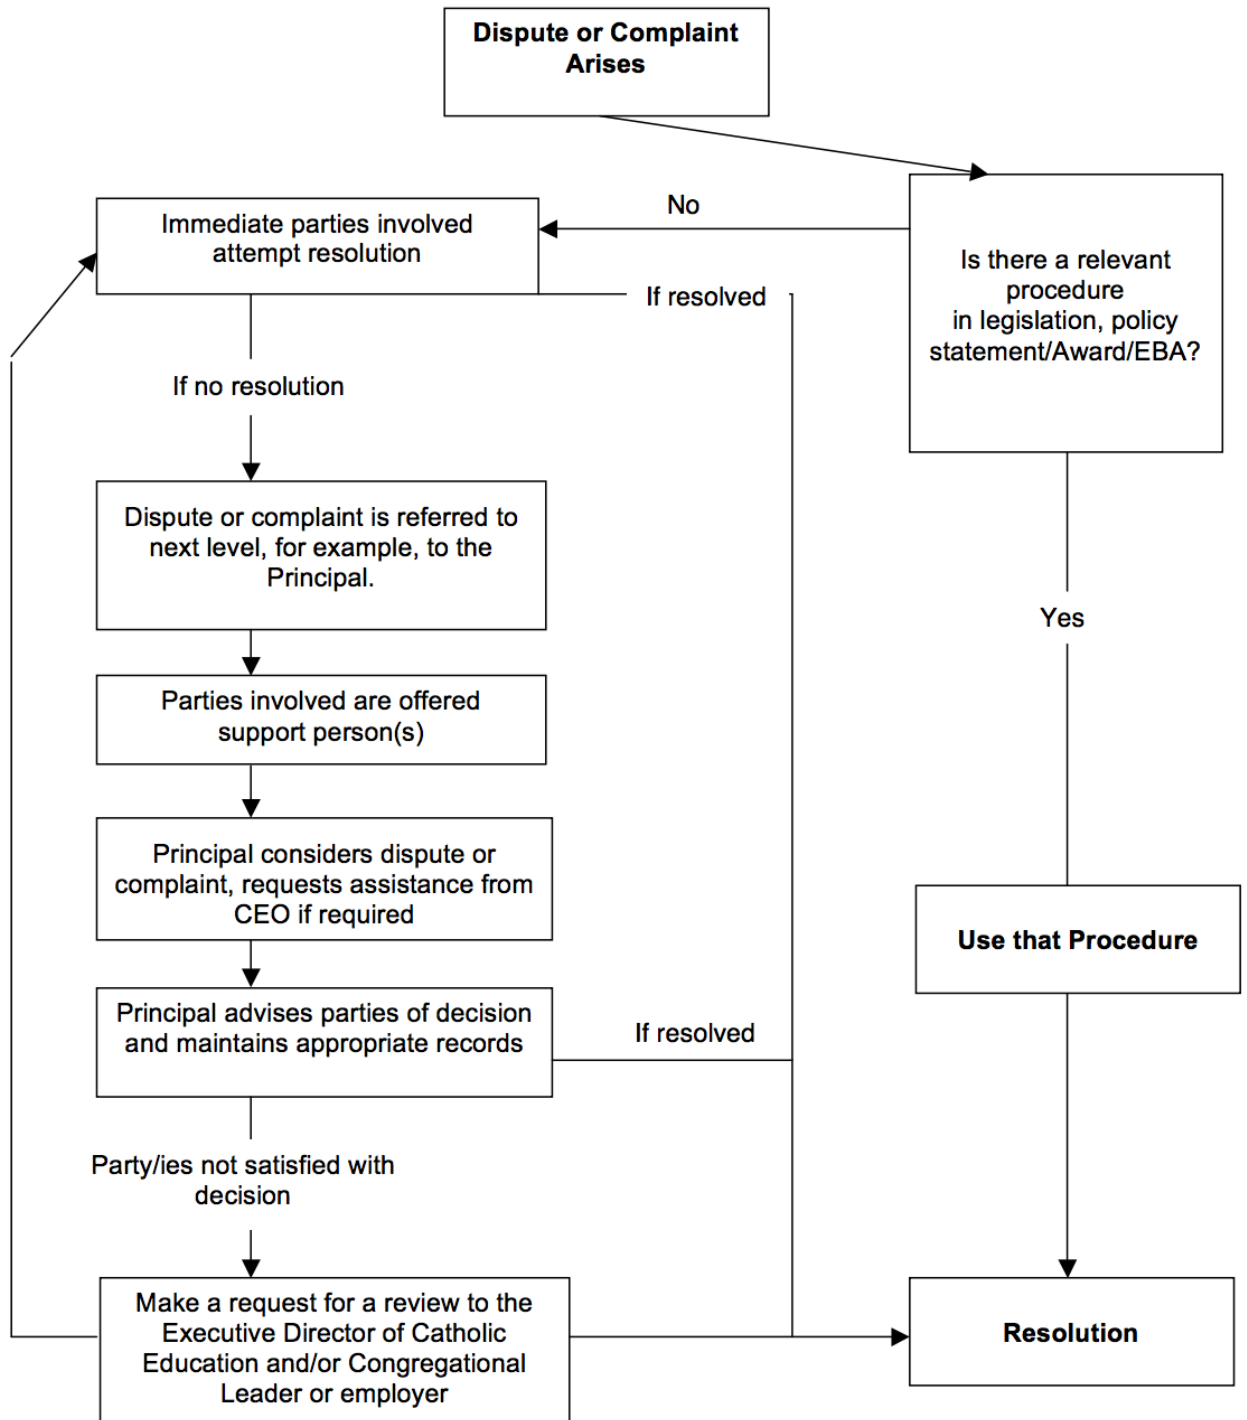 Dispute or Complaint
Arises
No
Immediate parties involved
attempt resolution
Is there a relevant
procedure
in legislation, policy
statement/Award/EBA?
If resolved
If no resolution
Dispute or complaint is referred to
next level, for example, to the
Principal.
Yes
Parties involved are offered
support person(s)
Principal considers dispute or
complaint, requests assistance from
CEO if required
Use that Procedure
Principal advises parties of decision
and maintains appropriate records
If resolved
Party/ies not satisfied with
decision
Make a request for a review to the
Executive Director of Catholic
Education and/or Congregational
Leader or employer
Resolution